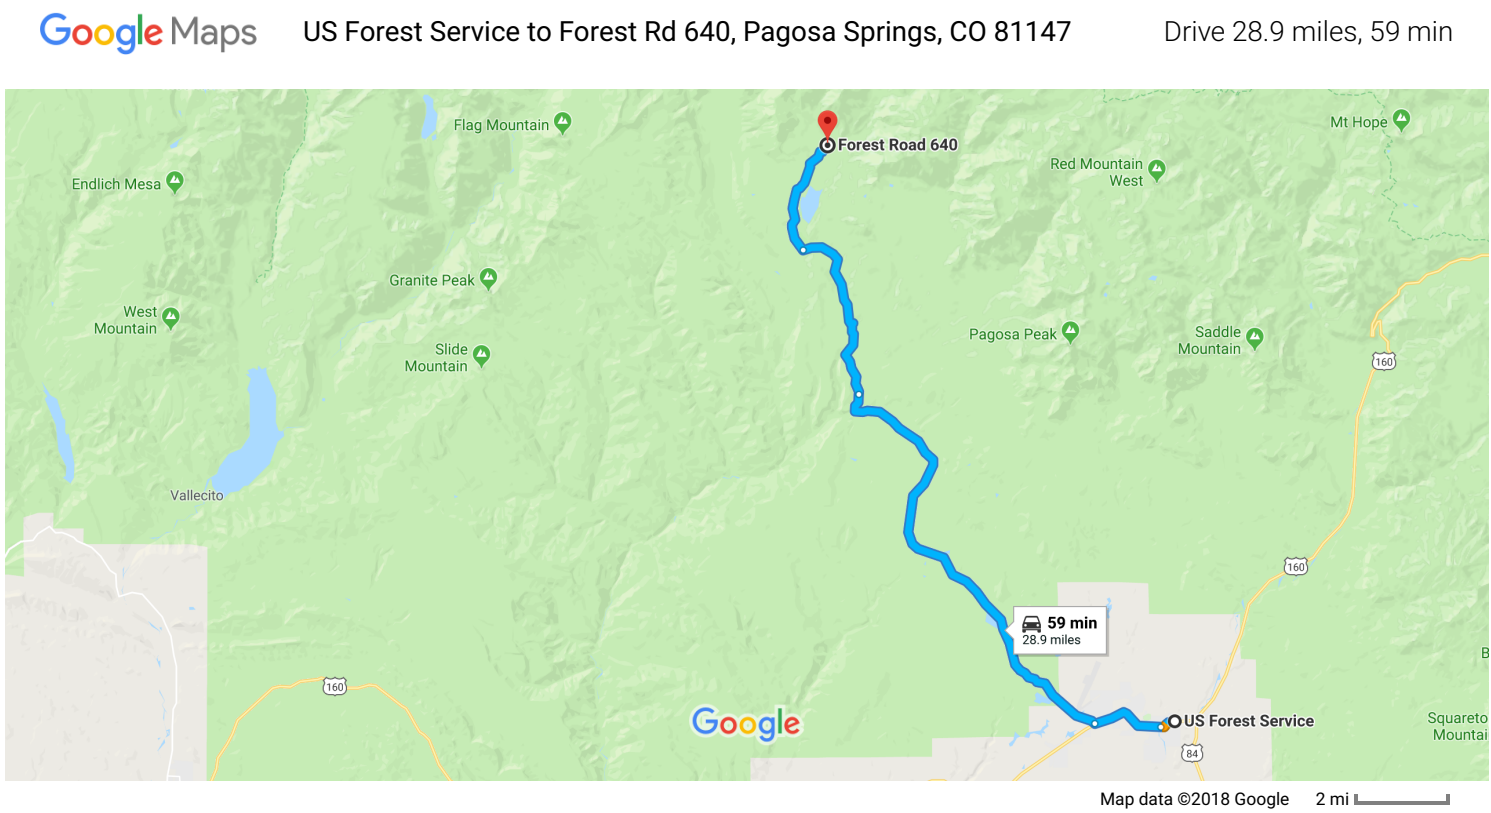 Google Maps
US Forest Service to Forest Rd 640, Pagosa Springs, CO 81147
Drive 28.9 miles, 59 min
Flag Mountain
Mt Hope
Forest Road 640
Red Mountain
West
Endlich Mesa
Granite Peak
West
Mountain
Pagosa Peak
Saddle
Mountain
Slide
Mountain
160
Vallecito
160
59 min
28.9 miles
B
160
Google
US Forest Service
Squareto
Mountai
84
Map data ©2018 Google
2 mi